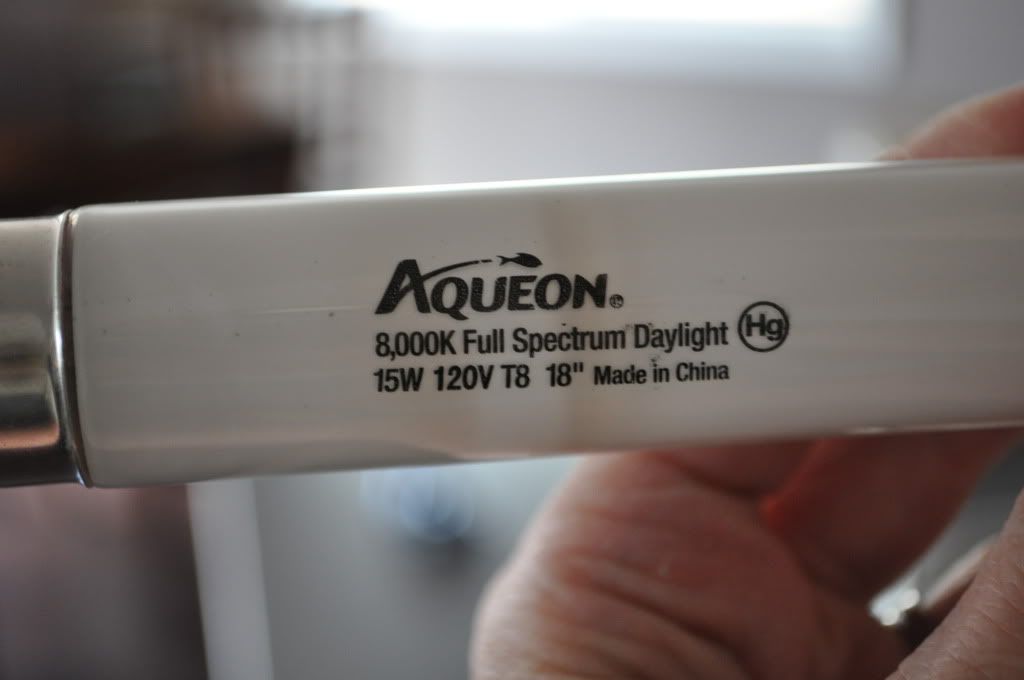 AQUEON®
8,000K Full Spectrum Daylight Hg
15W 120V T8 18" Made in China